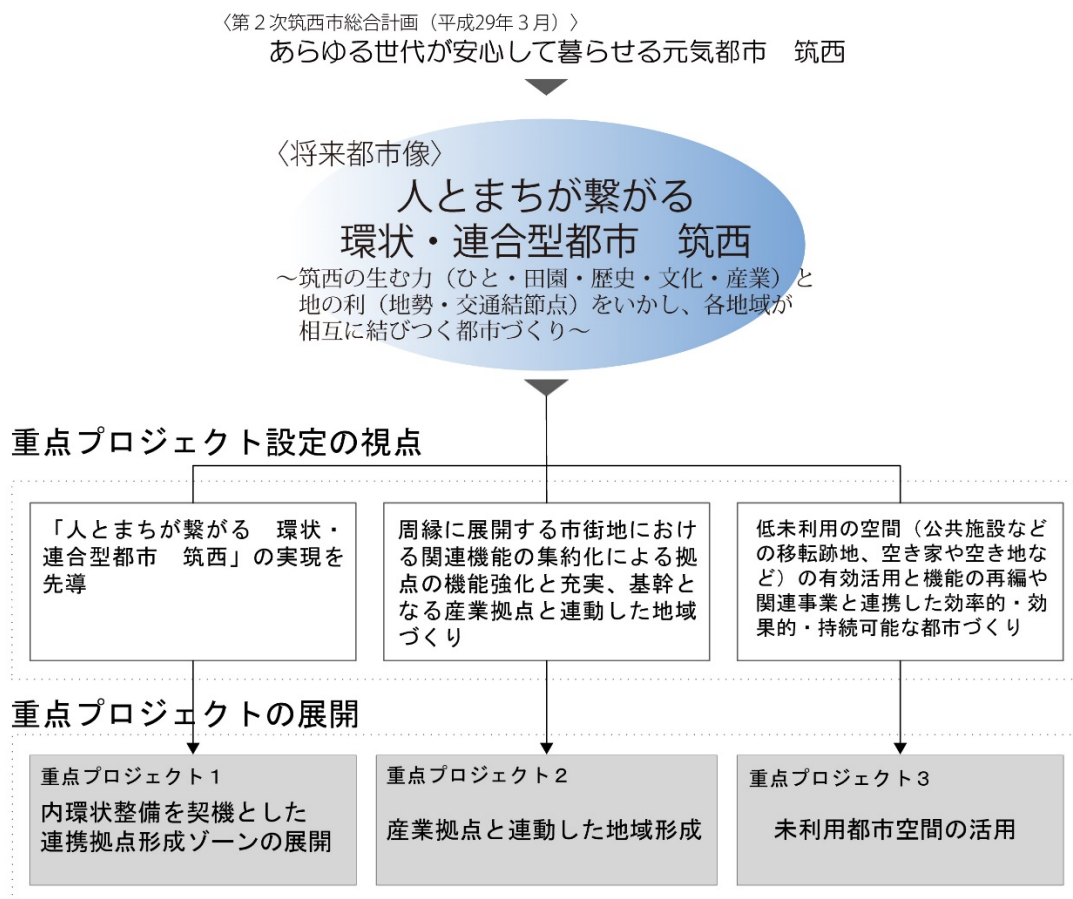 〈第２次筑西市総合計画（平成29年３月）〉
あらゆる世代が安心して暮らせる元気都市　筑西
〈将来都市像〉
人とまちが繋がる
環状・連合型都市　筑西
～筑西の生む力（ひと・田園・歴史・文化・産業）と
地の利（地勢・交通結節点）をいかし、各地域が
相互に結びつく都市づくり～
重点プロジェクト設定の視点
「人とまちが繋がる　環状・
連合型都市　筑西」の実現を
先導
周縁に展開する市街地におけ
る関連機能の集約化による拠
点の機能強化と充実、基幹と
なる産業拠点と連動した地域
づくり
低未利用の空間（公共施設など
の移転跡地、空き家や空き地な
ど）の有効活用と機能の再編や
関連事業と連携した効率的・効
果的・持続可能な都市づくり
重点プロジェクトの展開
重点プロジェクト１
内環状整備を契機とした
連携拠点形成ゾーンの展開
重点プロジェクト２
産業拠点と連動した地域形成
重点プロジェクト３
未利用都市空間の活用